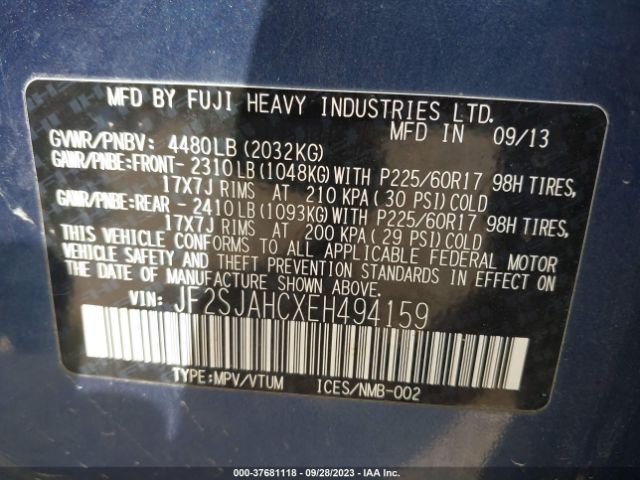 MFD BY FUJI HEAVY INDUSTRIES LTD.
MFD IN 09/13
GVWR/PNBV: 4480LB (2032KG)
GAWR/PNBE:FRONT- 2310 LB (1048KG) WITH P225/60R17 98H TIRES,
17X7J RIMS AT 210 KPA ( 30 PSI) COLD
GAWR/PNBE:REAR - 2410 LB (1093KG) WITH P225/60R17 98H TIRES,
17X7J RIMS AT 200 KPA ( 29 PSI) COLD
THIS VEHICLE CONFORMS TO ALL APPLICABLE FEDERAL MOTOR
VEHICLE SAFETY AND THEFT PREVENTION STANDARDS IN EFFECT ON
THE DATE OF MANUFACTURE SHOWN ABOVE.
VIN: JF2SJAHCXEH494159
TYPE:MPV/VTUM ICES/NMB-002
000-37681118 - 09/28/2023 - IAA Inc.